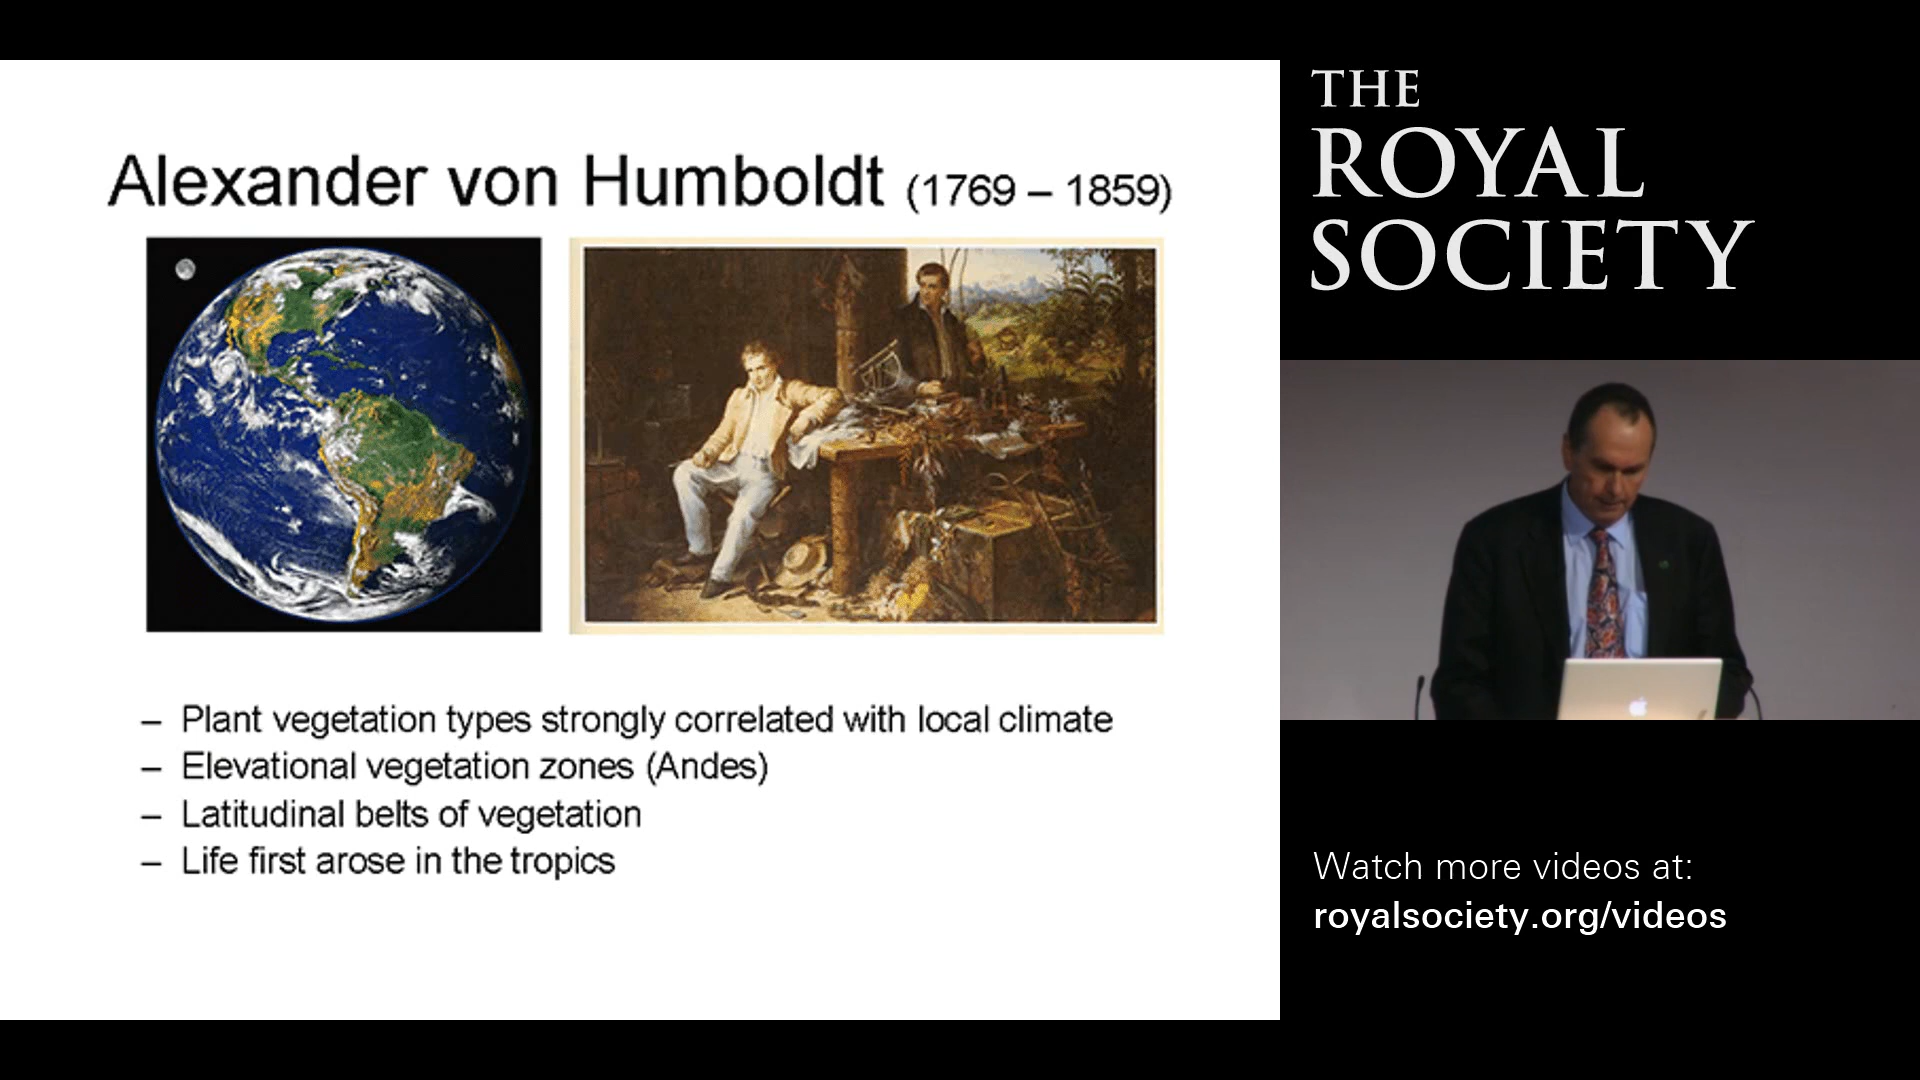 Alexander von Humboldt (1769 – 1859)
– Plant vegetation types strongly correlated with local climate
– Elevational vegetation zones (Andes)
– Latitudinal belts of vegetation
– Life first arose in the tropics
THE
ROYAL
SOCIETY
Watch more videos at:
royalsociety.org/videos